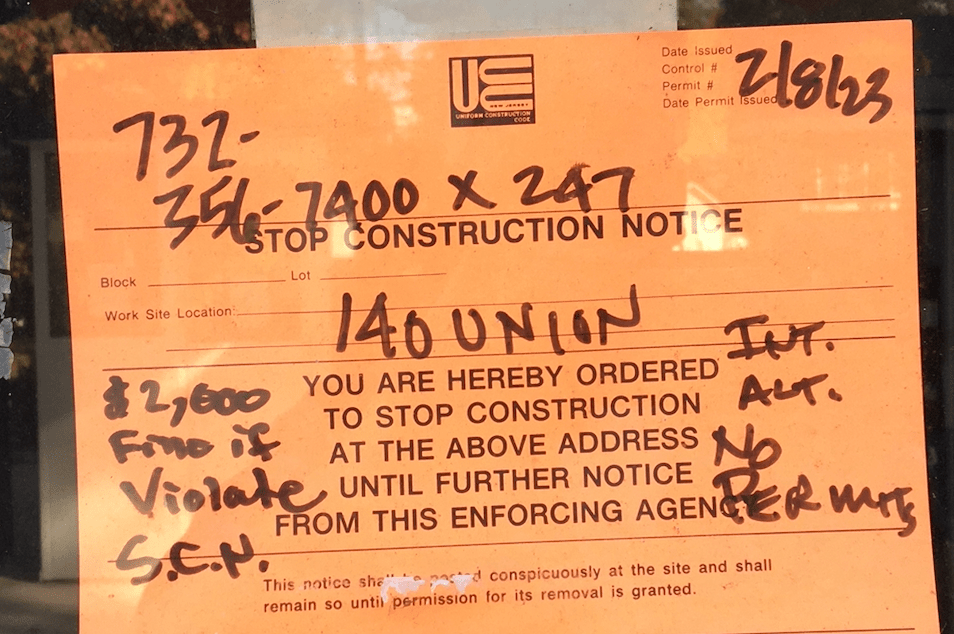 UCC
NEW JERSEY
UNIFORM CONSTRUCTION
CODE
Date Issued
Control #
Permit #
Date Permit Issued
2/8/23
732-
356-7400 x 247
STOP CONSTRUCTION NOTICE
Block
Lot
Work Site Location:
140 UNION
YOU ARE HEREBY ORDERED
TO STOP CONSTRUCTION
AT THE ABOVE ADDRESS
UNTIL FURTHER NOTICE
FROM THIS ENFORCING AGENCY
$2,000
Fine if
Violate
S.C.N.
INT.
ALT.
No
PERMITS
This notice shall be posted conspicuously at the site and shall
remain so until permission for its removal is granted.